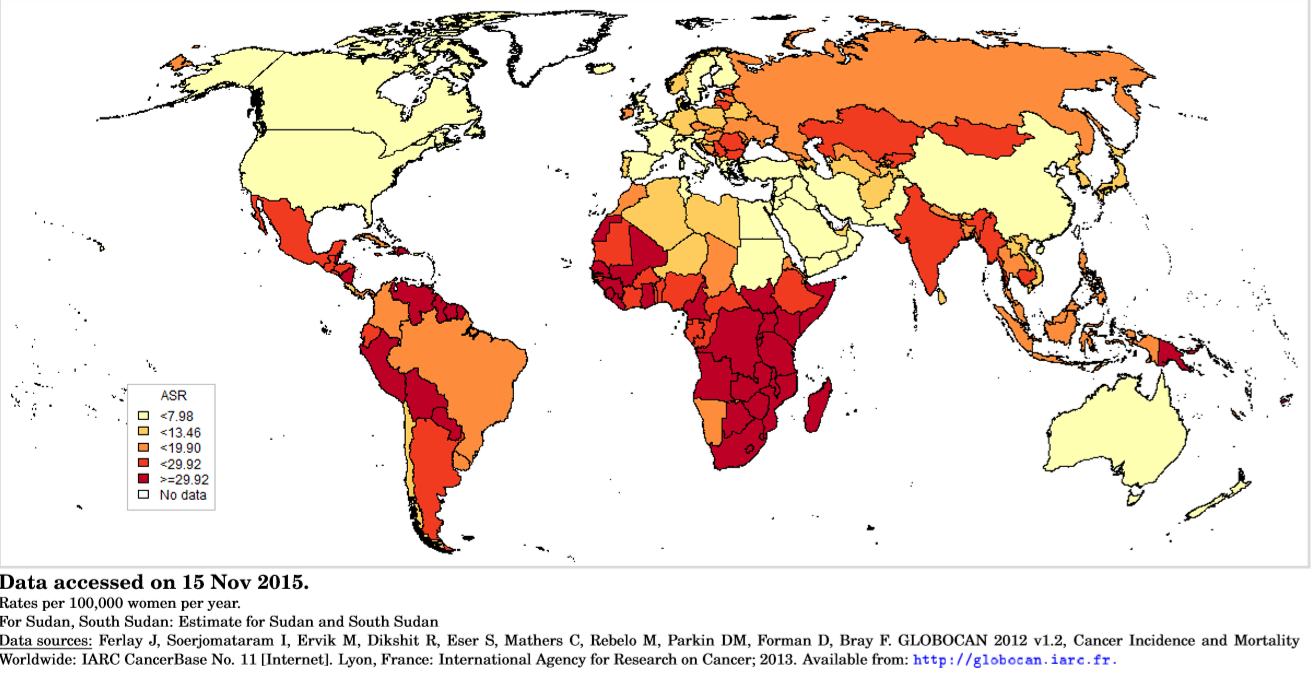 ASR
<7.98
<13.46
<19.90
<29.92
>=29.92
No data
Data accessed on 15 Nov 2015.
Rates per 100,000 women per year.
For Sudan, South Sudan: Estimate for Sudan and South Sudan
Data sources: Ferlay J, Soerjomataram I, Ervik M, Dikshit R, Eser S, Mathers C, Rebelo M, Parkin DM, Forman D, Bray F. GLOBOCAN 2012 v1.2, Cancer Incidence and Mortality
Worldwide: IARC CancerBase No. 11 [Internet]. Lyon, France: International Agency for Research on Cancer; 2013. Available from: http://globocan.iarc.fr.